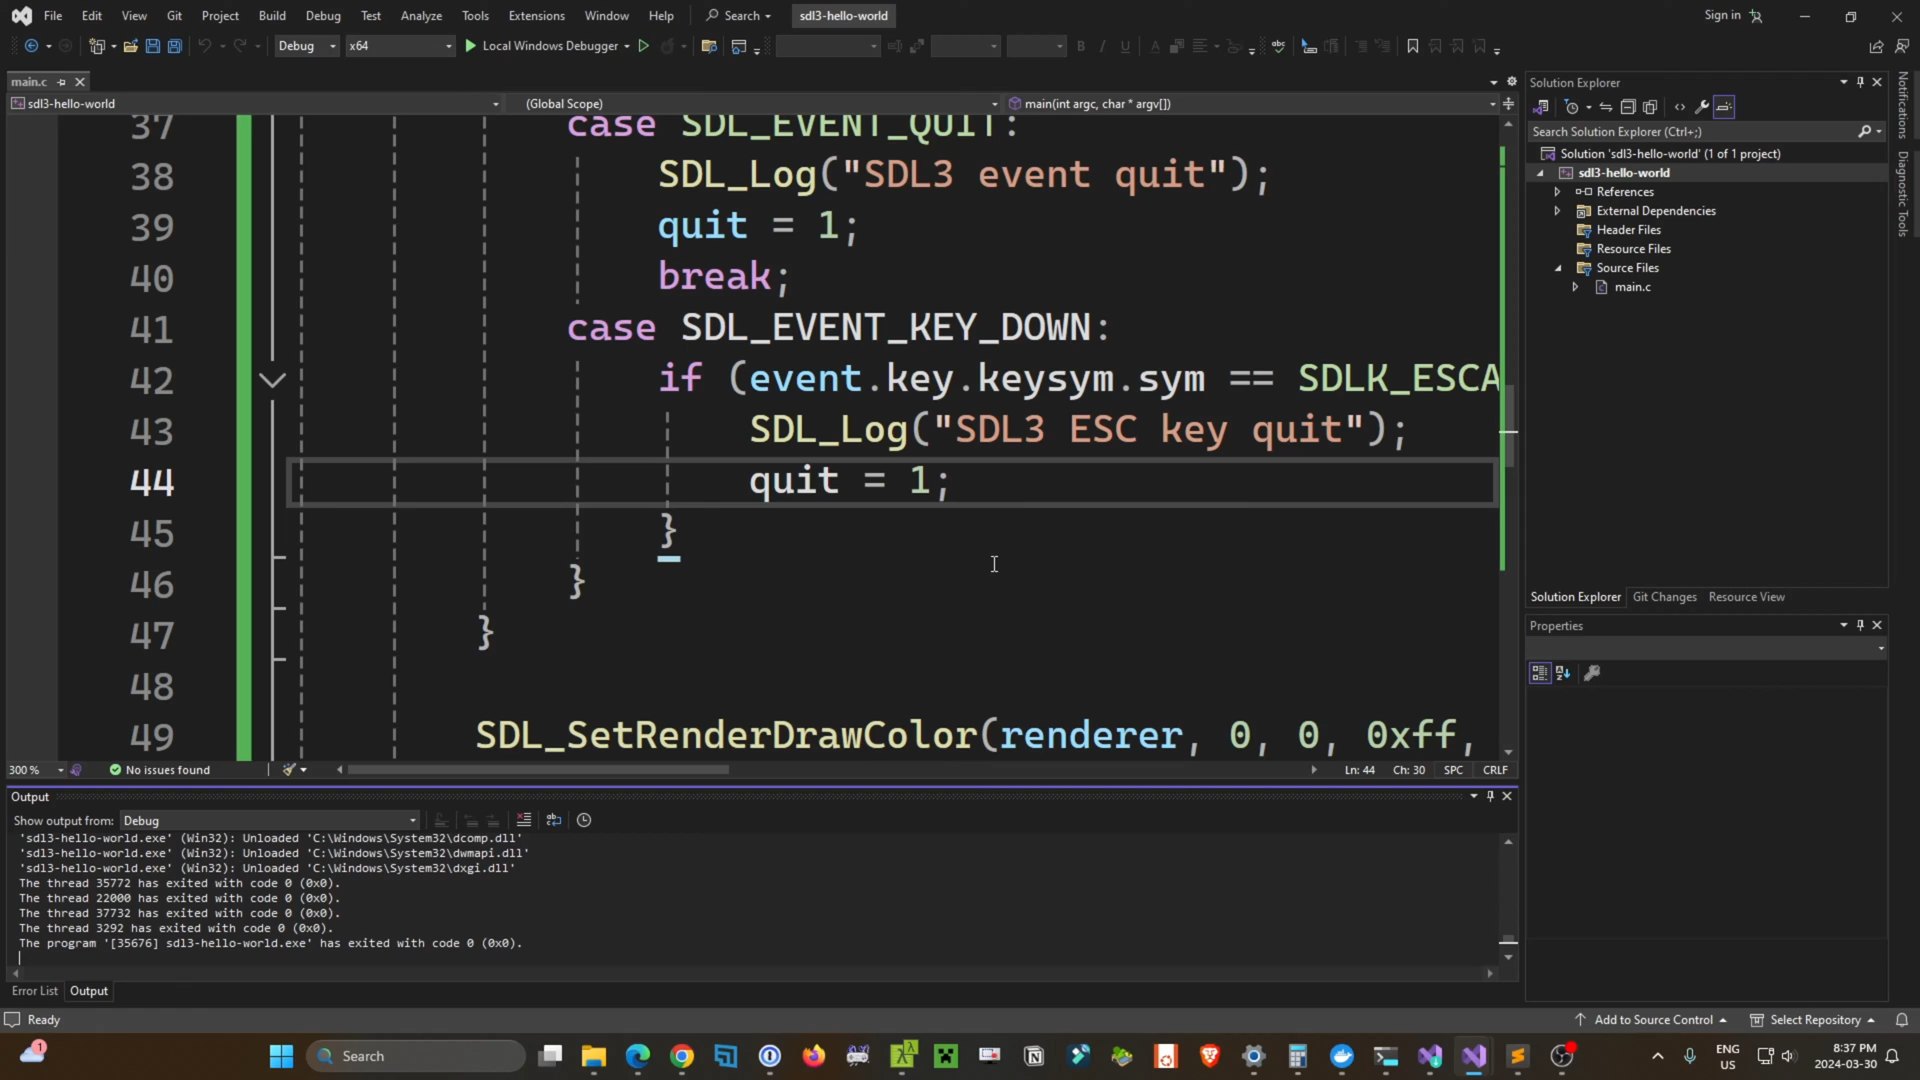 File Edit View Git Project Build Debug Test Analyze Tools Extensions Window Help Search sdl3-hello-world Sign in
Debug x64 Local Windows Debugger
main.c
sdl3-hello-world (Global Scope) main(int argc, char * argv[])
37 case SDL_EVENT_QUIT:
38 SDL_Log("SDL3 event quit");
39 quit = 1;
40 break;
41 case SDL_EVENT_KEY_DOWN:
42 if (event.key.keysym.sym == SDLK_ESCA
43 SDL_Log("SDL3 ESC key quit");
44 quit = 1;
45 }
46 }
47 }
48
49 SDL_SetRenderDrawColor(renderer, 0, 0, 0xff,
300 % No issues found Ln: 44 Ch: 30 SPC CRLF
Output
Show output from: Debug
'sdl3-hello-world.exe' (Win32): Unloaded 'C:\Windows\System32\dcomp.dll'
'sdl3-hello-world.exe' (Win32): Unloaded 'C:\Windows\System32\dwmapi.dll'
'sdl3-hello-world.exe' (Win32): Unloaded 'C:\Windows\System32\dxgi.dll'
The thread 35772 has exited with code 0 (0x0).
The thread 22000 has exited with code 0 (0x0).
The thread 37732 has exited with code 0 (0x0).
The thread 3292 has exited with code 0 (0x0).
The program '[35676] sdl3-hello-world.exe' has exited with code 0 (0x0).
Error List Output
Solution Explorer
Search Solution Explorer (Ctrl+;)
Solution 'sdl3-hello-world' (1 of 1 project)
sdl3-hello-world
References
External Dependencies
Header Files
Resource Files
Source Files
main.c
Solution Explorer Git Changes Resource View
Properties
Notifications
Diagnostic Tools
Ready Add to Source Control Select Repository
1
Search
ENG
US
8:37 PM
2024-03-30